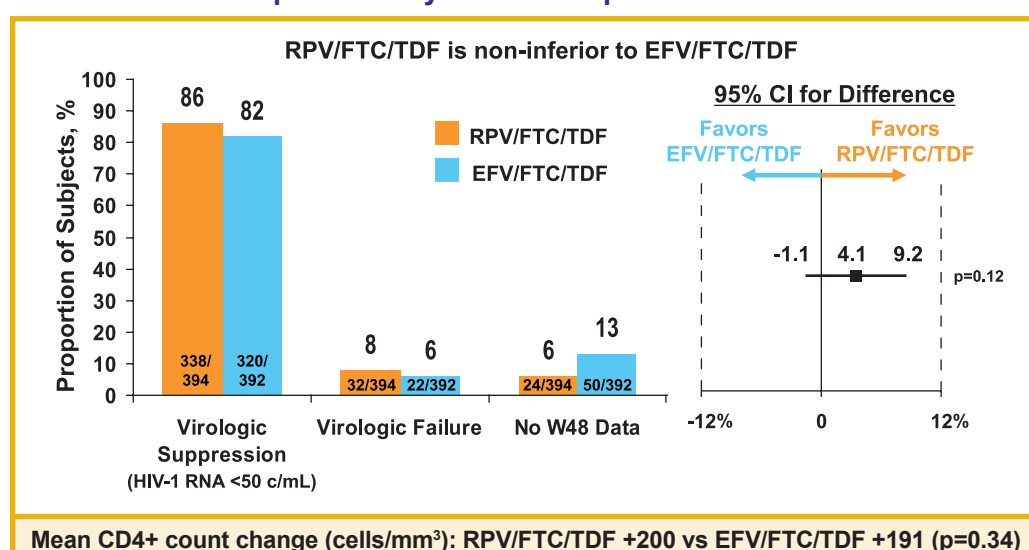 RPV/FTC/TDF is non-inferior to EFV/FTC/TDF
Proportion of Subjects, %
100
90
80
70
60
50
40
30
20
10
0
86
82
8
6
6
13
338/
394
320/
392
32/394
22/392
24/394
50/392
Virologic
Suppression
(HIV-1 RNA <50 c/mL)
Virologic Failure
No W48 Data
RPV/FTC/TDF
EFV/FTC/TDF
95% CI for Difference
Favors
EFV/FTC/TDF
Favors
RPV/FTC/TDF
-1.1
4.1
9.2
p=0.12
-12%
0
12%
Mean CD4+ count change (cells/mm³): RPV/FTC/TDF +200 vs EFV/FTC/TDF +191 (p=0.34)